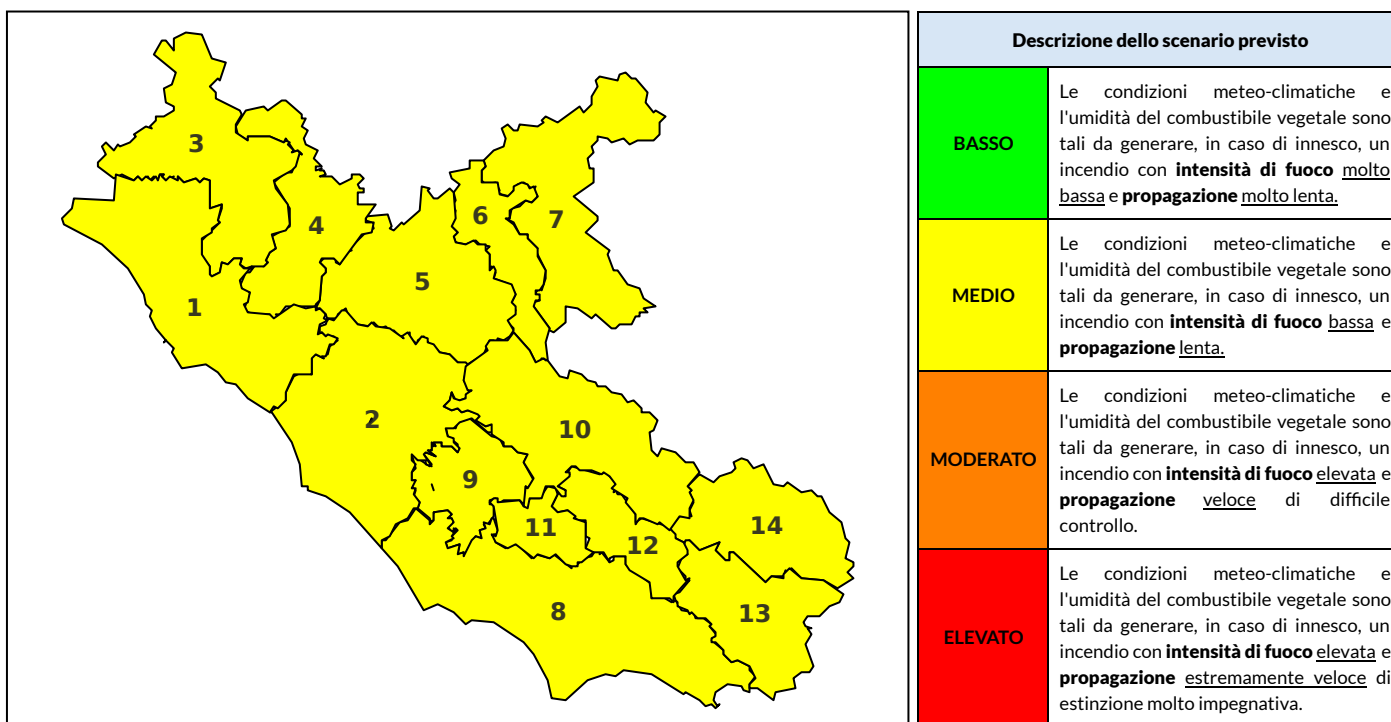 3
4
6
7
5
1
2
10
9
11
12
14
8
13
Descrizione dello scenario previsto
BASSO
Le condizioni meteo-climatiche e
l'umidità del combustibile vegetale sono
tali da generare, in caso di innesco, un
incendio con intensità di fuoco molto
bassa e propagazione molto lenta.
MEDIO
Le condizioni meteo-climatiche e
l'umidità del combustibile vegetale sono
tali da generare, in caso di innesco, un
incendio con intensità di fuoco bassa e
propagazione lenta.
MODERATO
Le condizioni meteo-climatiche e
l'umidità del combustibile vegetale sono
tali da generare, in caso di innesco, un
incendio con intensità di fuoco elevata e
propagazione veloce di difficile
controllo.
ELEVATO
Le condizioni meteo-climatiche e
l'umidità del combustibile vegetale sono
tali da generare, in caso di innesco, un
incendio con intensità di fuoco elevata e
propagazione estremamente veloce di
estinzione molto impegnativa.